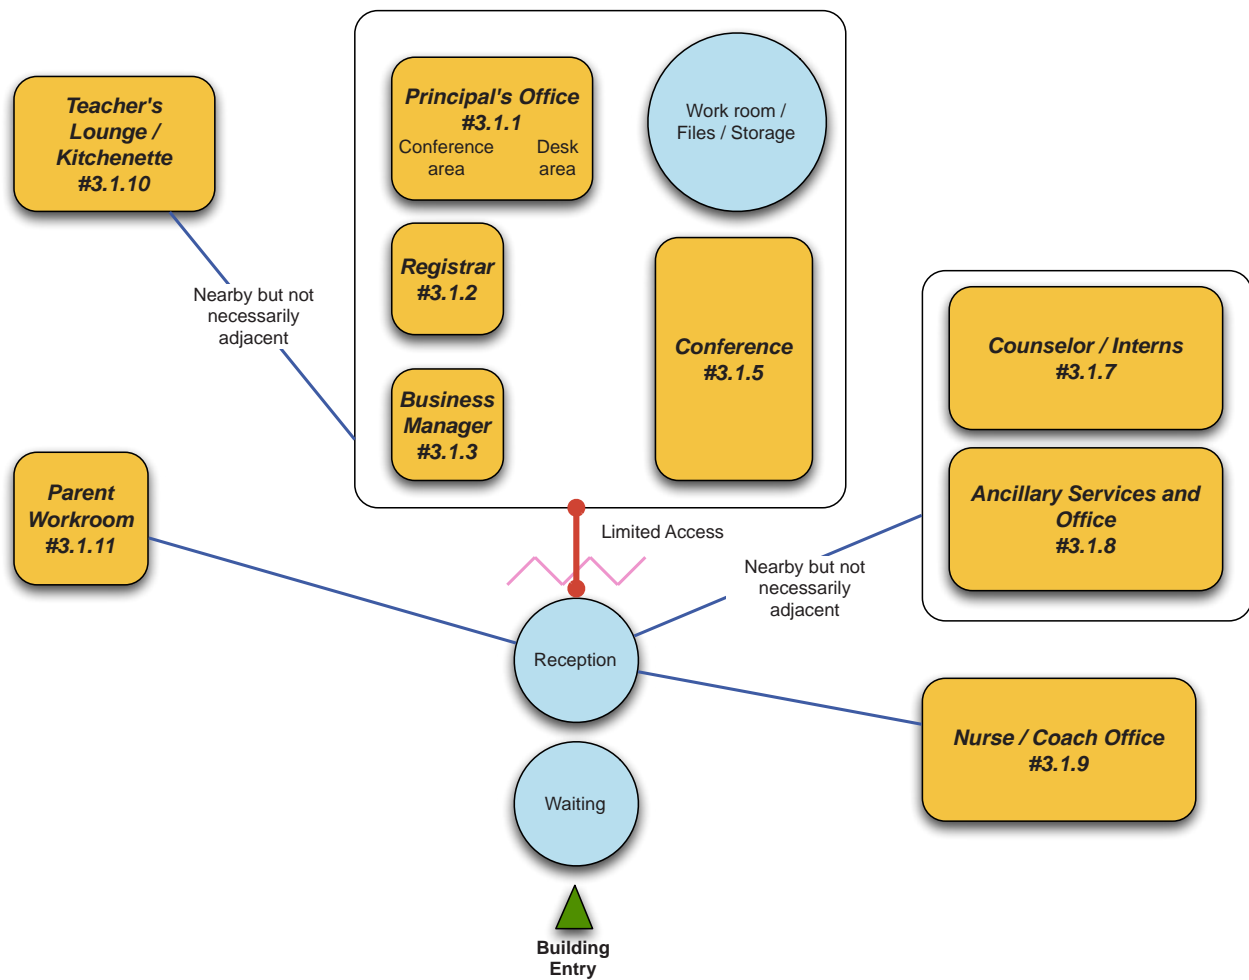 Teacher's
Lounge /
Kitchenette
#3.1.10
Principal's Office
#3.1.1
Conference
area
Desk
area
Work room /
Files / Storage
Registrar
#3.1.2
Nearby but not
necessarily
adjacent
Conference
#3.1.5
Counselor / Interns
#3.1.7
Business
Manager
#3.1.3
Parent
Workroom
#3.1.11
Ancillary Services and
Office
#3.1.8
Limited Access
Nearby but not
necessarily
adjacent
Reception
Nurse / Coach Office
#3.1.9
Waiting
Building
Entry